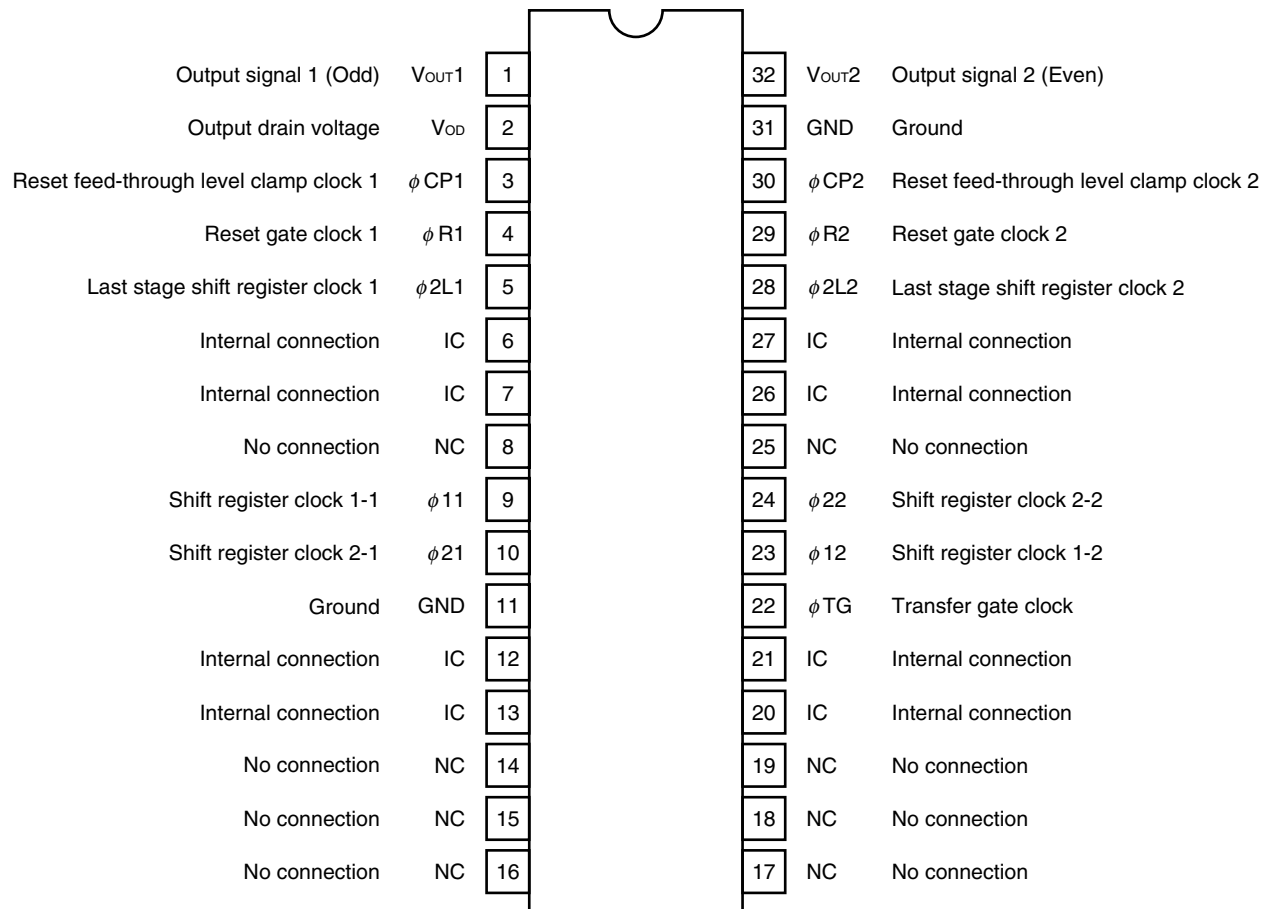 Output signal 1 (Odd) VOUT1 1 32 VOUT2 Output signal 2 (Even)
Output drain voltage VOD 2 31 GND Ground
Reset feed-through level clamp clock 1 φCP1 3 30 φCP2 Reset feed-through level clamp clock 2
Reset gate clock 1 φR1 4 29 φR2 Reset gate clock 2
Last stage shift register clock 1 φ2L1 5 28 φ2L2 Last stage shift register clock 2
Internal connection IC 6 27 IC Internal connection
Internal connection IC 7 26 IC Internal connection
No connection NC 8 25 NC No connection
Shift register clock 1-1 φ11 9 24 φ22 Shift register clock 2-2
Shift register clock 2-1 φ21 10 23 φ12 Shift register clock 1-2
Ground GND 11 22 φTG Transfer gate clock
Internal connection IC 12 21 IC Internal connection
Internal connection IC 13 20 IC Internal connection
No connection NC 14 19 NC No connection
No connection NC 15 18 NC No connection
No connection NC 16 17 NC No connection